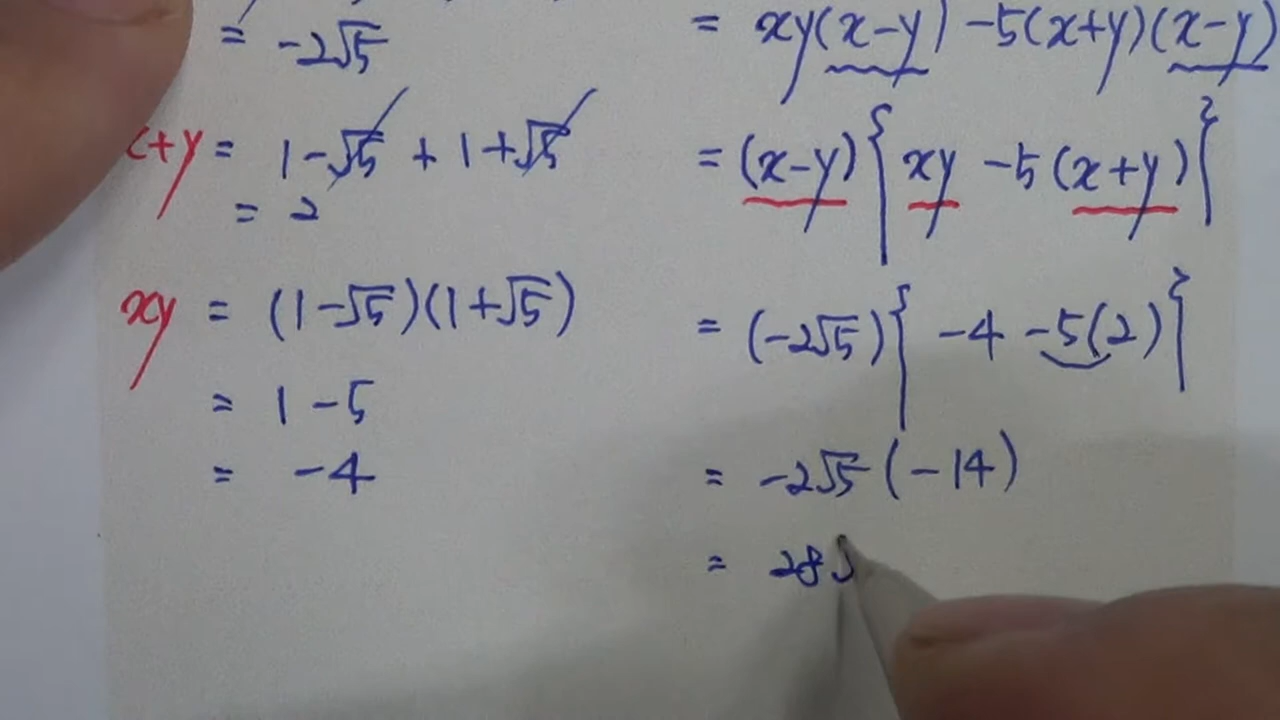 = -2√5
x+y = 1-√5 + 1+√5
= 2
xy = (1-√5)(1+√5)
= 1-5
= -4
= xy(x-y) -5(x+y)(x-y)
= (x-y){xy -5(x+y)}
= (-2√5){-4 -5(2)}
= -2√5(-14)
= 28√